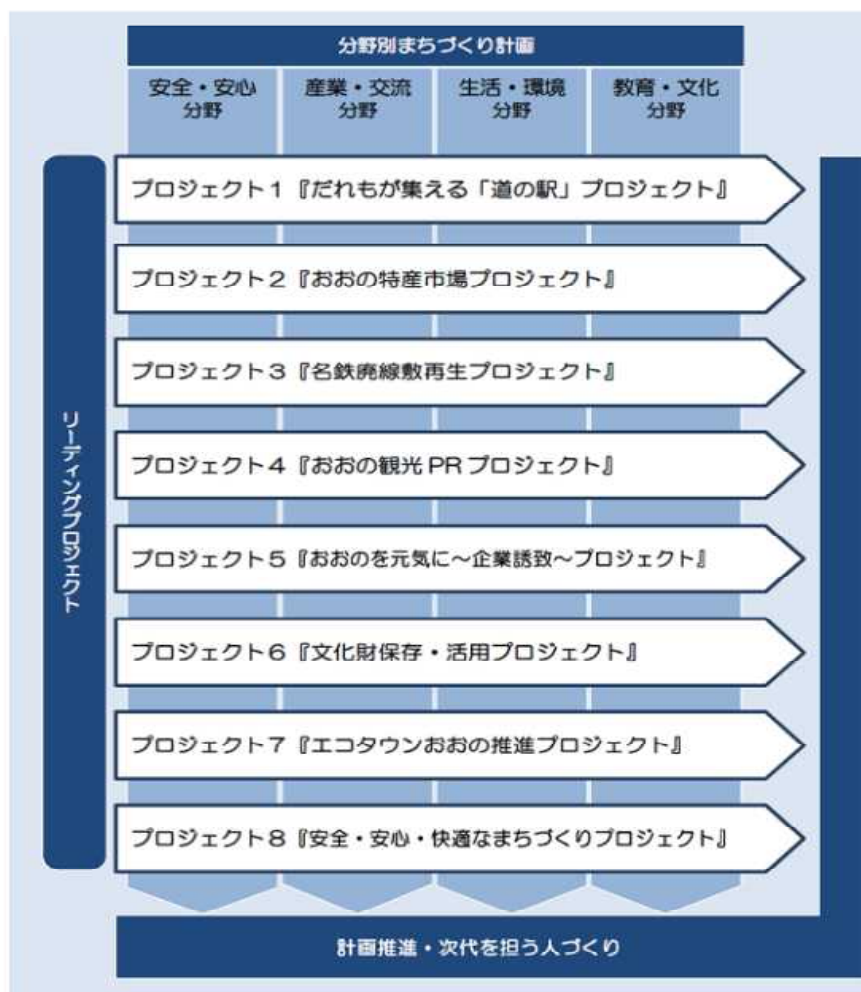 分野別まちづくり計画
安全・安心
分野
産業・交流
分野
生活・環境
分野
教育・文化
分野
リーディングプロジェクト
プロジェクト1『だれもが集える「道の駅」プロジェクト』
プロジェクト2『おおの特産市場プロジェクト』
プロジェクト3『名鉄廃線敷再生プロジェクト』
プロジェクト4『おおの観光PRプロジェクト』
プロジェクト5『おおのを元気に～企業誘致～プロジェクト』
プロジェクト6『文化財保存・活用プロジェクト』
プロジェクト7『エコタウンおおの推進プロジェクト』
プロジェクト8『安全・安心・快適なまちづくりプロジェクト』
計画推進・次代を担う人づくり